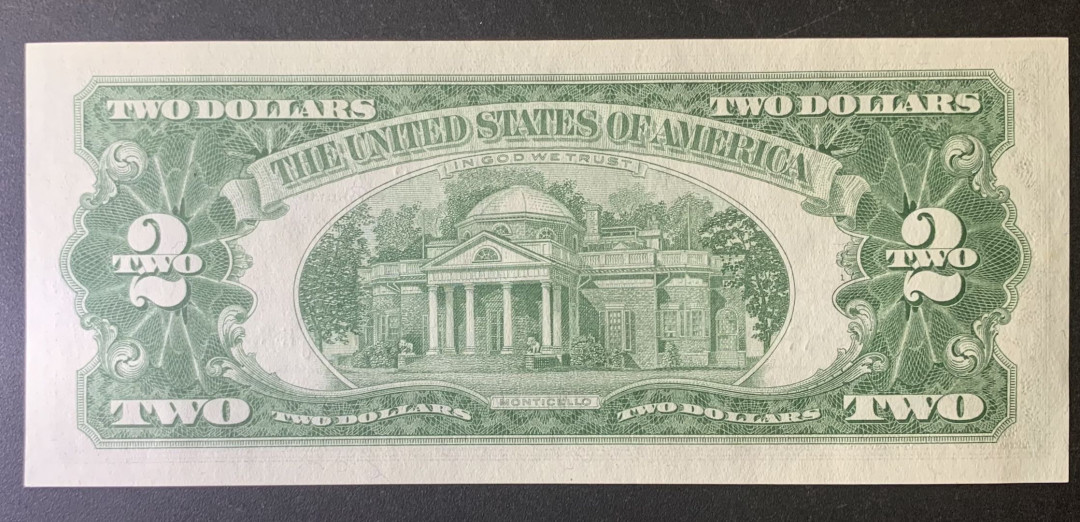 TWO DOLLARS TWO DOLLARS
THE UNITED STATES OF AMERICA
IN GOD WE TRUST
2 2
TWO TWO
MONTICELLO
TWO TWO DOLLARS TWO DOLLARS TWO